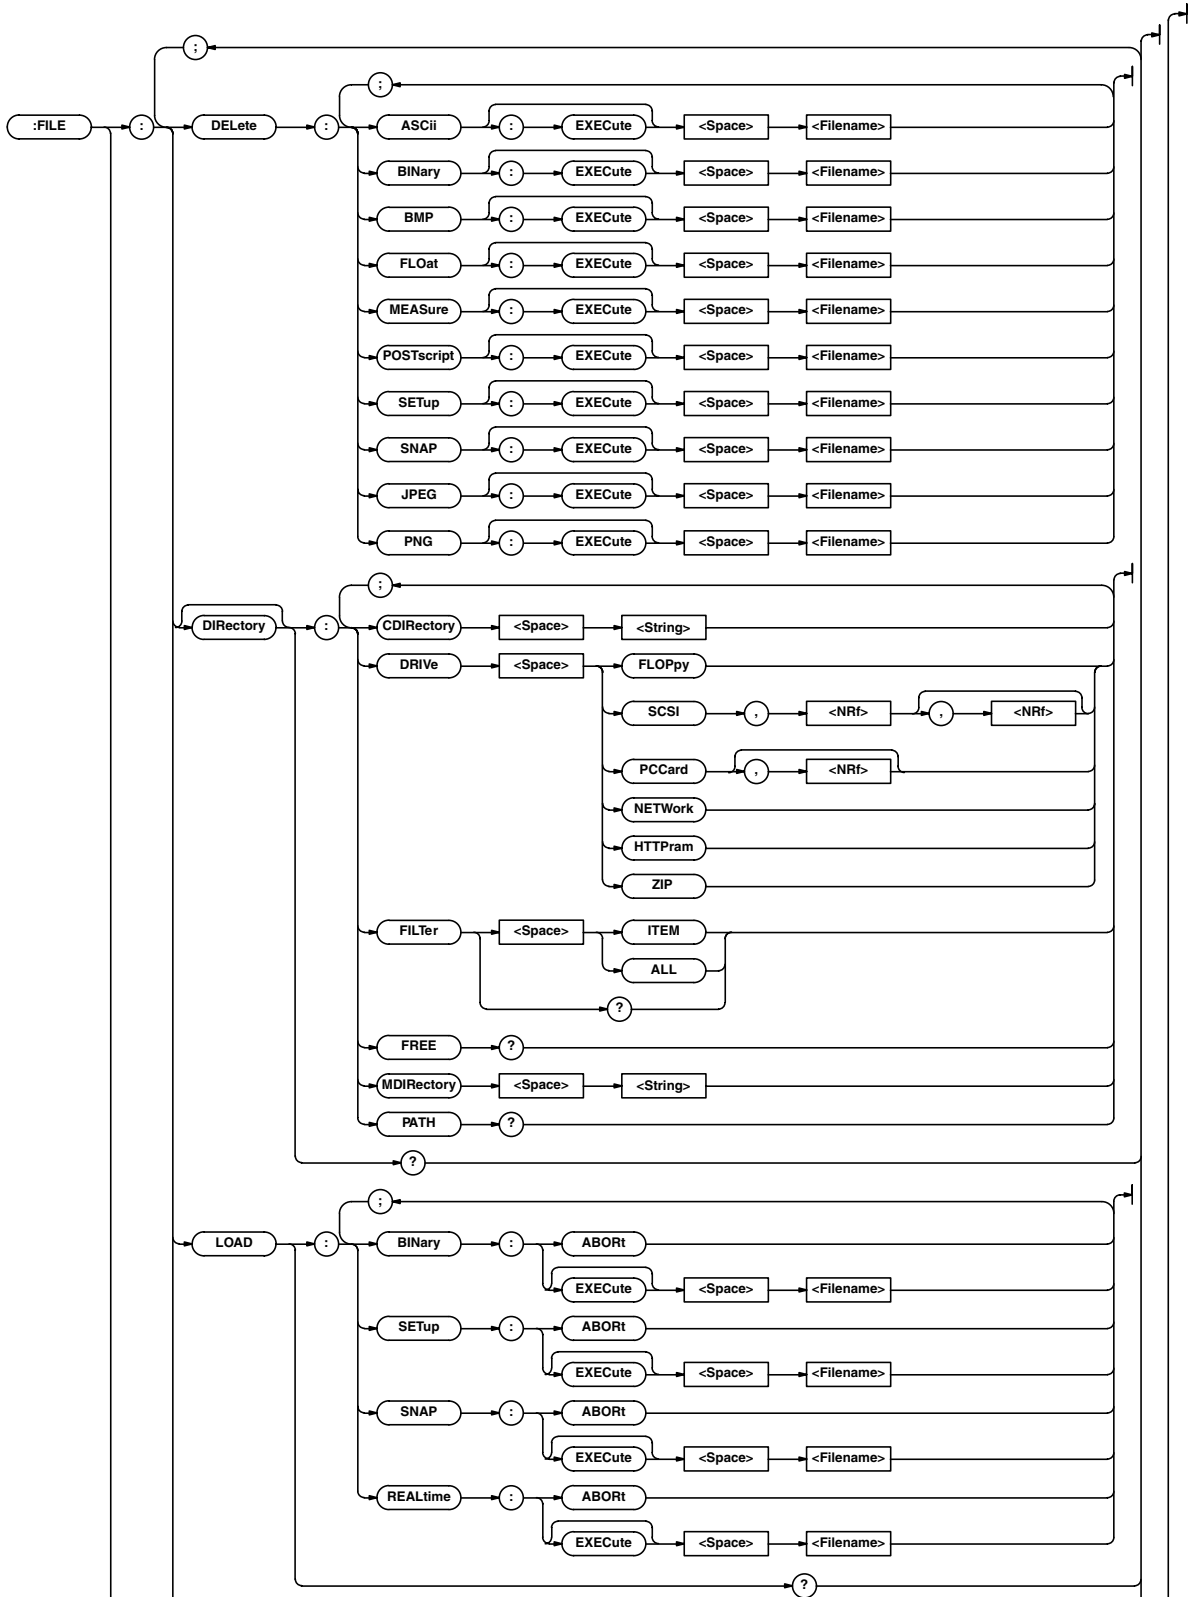 ;
;
:FILE : DELete : ASCii : EXECute <Space> <Filename>
BINary : EXECute <Space> <Filename>
BMP : EXECute <Space> <Filename>
FLOat : EXECute <Space> <Filename>
MEASure : EXECute <Space> <Filename>
POSTscript : EXECute <Space> <Filename>
SETup : EXECute <Space> <Filename>
SNAP : EXECute <Space> <Filename>
JPEG : EXECute <Space> <Filename>
PNG : EXECute <Space> <Filename>
;
DIRectory : CDIRectory <Space> <String>
DRIVe <Space> FLOPpy
SCSI , <NRf> , <NRf>
PCCard , <NRf>
NETWork
HTTPram
ZIP
FILTer <Space> ITEM
ALL
?
FREE ?
MDIRectory <Space> <String>
PATH ?
?
;
LOAD : BINary : ABORt
EXECute <Space> <Filename>
SETup : ABORt
EXECute <Space> <Filename>
SNAP : ABORt
EXECute <Space> <Filename>
REALtime : ABORt
EXECute <Space> <Filename>
?